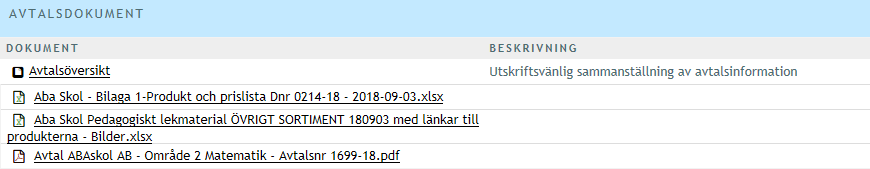 AVTALSDOKUMENT
DOKUMENT BESKRIVNING
Avtalsöversikt Utskriftsvänlig sammanställning av avtalsinformation
Aba Skol - Bilaga 1-Produkt och prislista Dnr 0214-18 - 2018-09-03.xlsx
Aba Skol Pedagogiskt lekmaterial ÖVRIGT SORTIMENT 180903 med länkar till
produkterna - Bilder.xlsx
Avtal ABAskol AB - Område 2 Matematik - Avtalsnr 1699-18.pdf